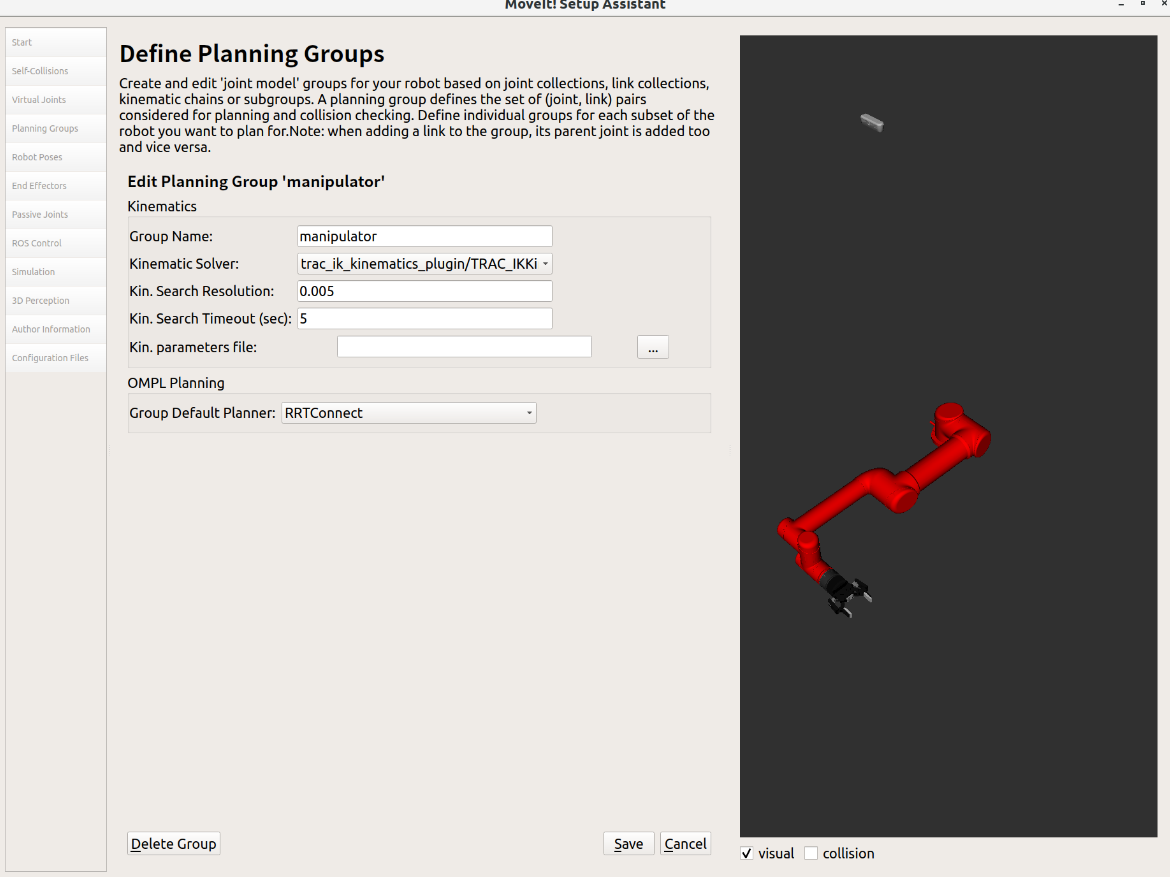 MoveIt! Setup Assistant
Start
Self-Collisions
Virtual Joints
Planning Groups
Robot Poses
End Effectors
Passive Joints
ROS Control
Simulation
3D Perception
Author Information
Configuration Files
Define Planning Groups
Create and edit 'joint model' groups for your robot based on joint collections, link collections,
kinematic chains or subgroups. A planning group defines the set of (joint, link) pairs
considered for planning and collision checking. Define individual groups for each subset of the
robot you want to plan for.Note: when adding a link to the group, its parent joint is added too
and vice versa.
Edit Planning Group 'manipulator'
Kinematics
Group Name: manipulator
Kinematic Solver: trac_ik_kinematics_plugin/TRAC_IKKi
Kin. Search Resolution: 0.005
Kin. Search Timeout (sec): 5
Kin. parameters file: ...
OMPL Planning
Group Default Planner: RRTConnect
Delete Group Save Cancel
visual collision